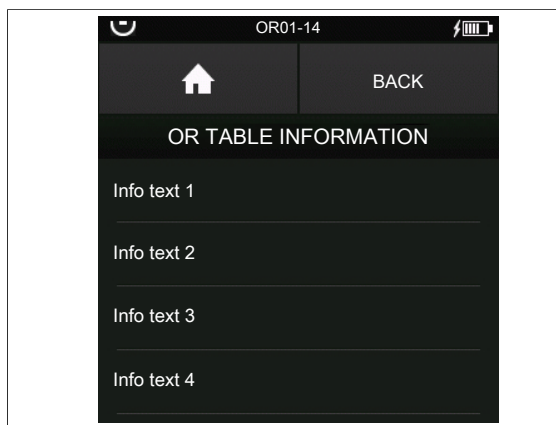 OR01-14
BACK
OR TABLE INFORMATION
Info text 1
Info text 2
Info text 3
Info text 4